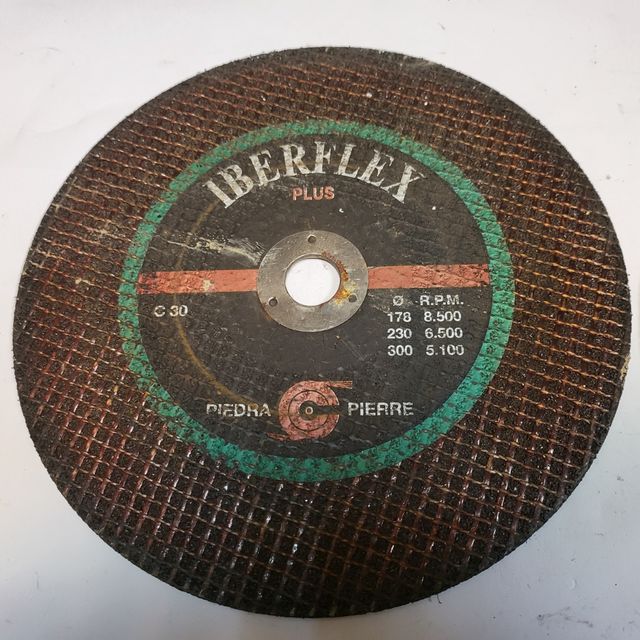 IBERFLEX
PLUS
C 30
Ø R.P.M.
178 8.500
230 6.500
300 5.100
PIEDRA PIERRE